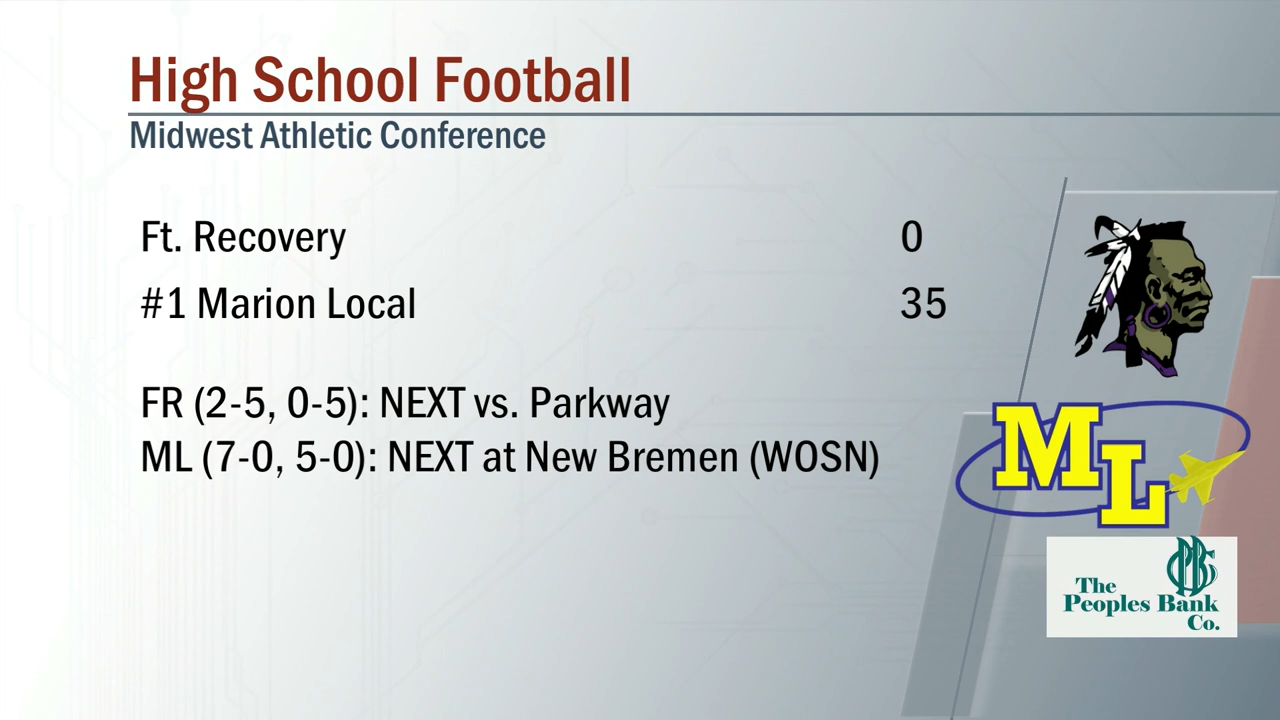 High School Football
Midwest Athletic Conference
Ft. Recovery 0
#1 Marion Local 35
FR (2-5, 0-5): NEXT vs. Parkway
ML (7-0, 5-0): NEXT at New Bremen (WOSN)
ML
The
Peoples Bank
Co.